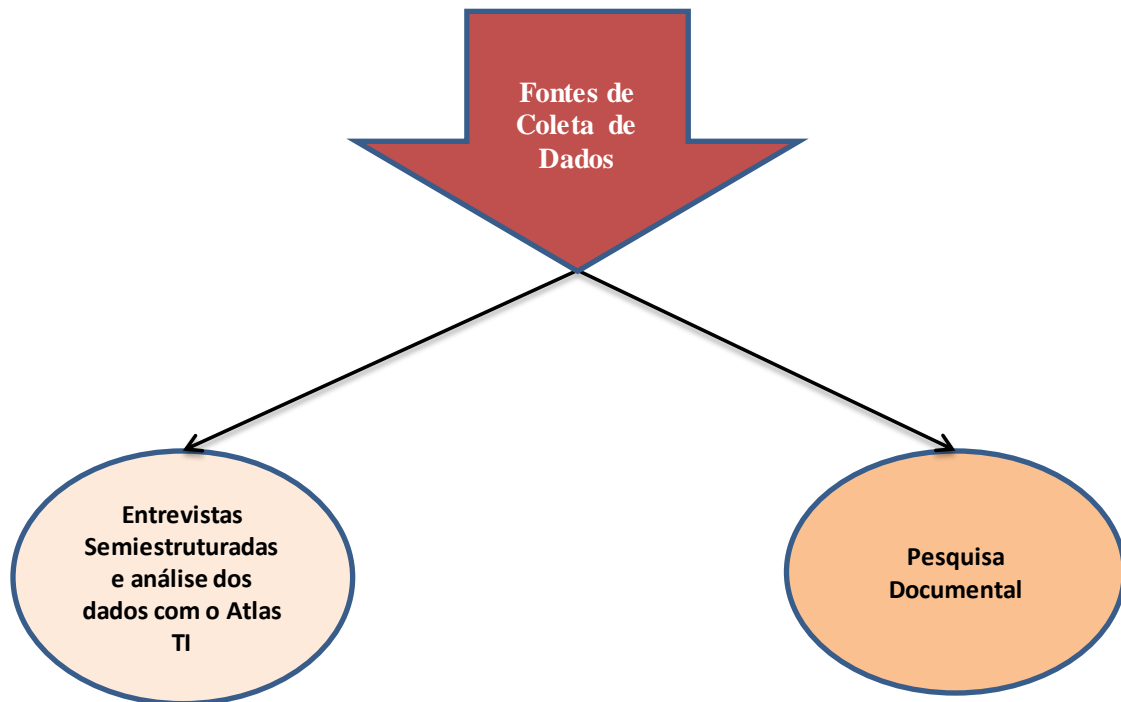 Fontes de
Coleta de
Dados
Entrevistas
Semiestruturadas
e análise dos
dados com o Atlas
TI
Pesquisa
Documental